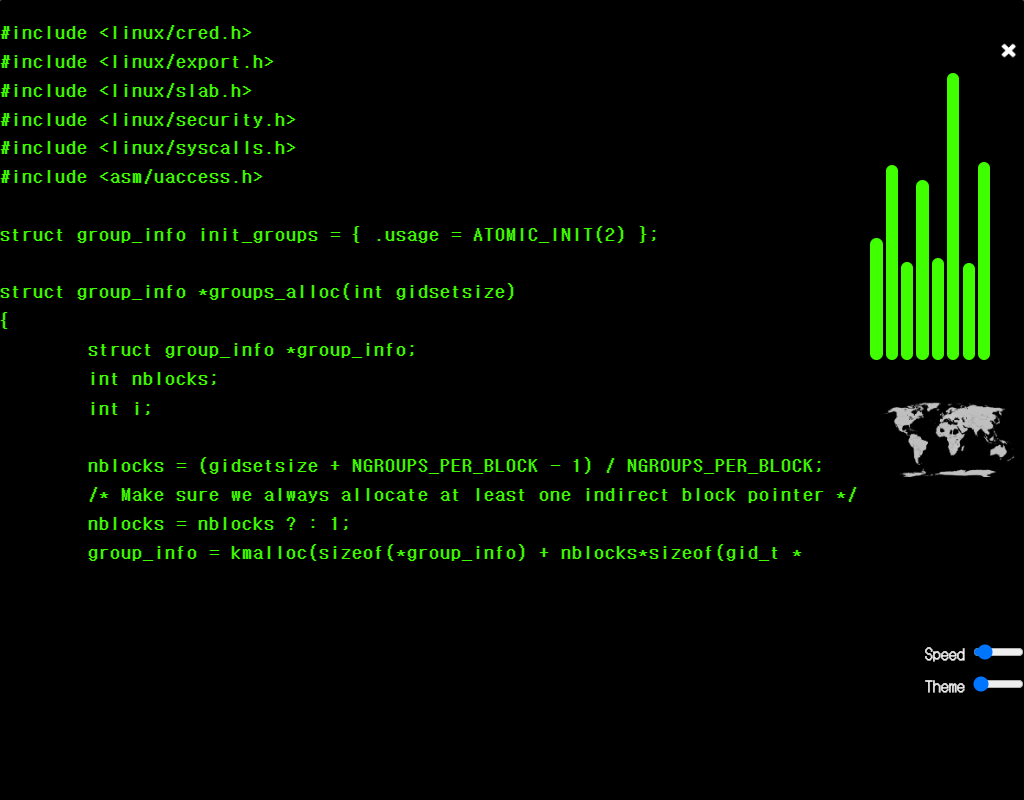 #include <linux/cred.h>
#include <linux/export.h>
#include <linux/slab.h>
#include <linux/security.h>
#include <linux/syscalls.h>
#include <asm/uaccess.h>

struct group_info init_groups = { .usage = ATOMIC_INIT(2) };

struct group_info *groups_alloc(int gidsetsize)
{
        struct group_info *group_info;
        int nblocks;
        int i;

        nblocks = (gidsetsize + NGROUPS_PER_BLOCK - 1) / NGROUPS_PER_BLOCK;
        /* Make sure we always allocate at least one indirect block pointer */
        nblocks = nblocks ? : 1;
        group_info = kmalloc(sizeof(*group_info) + nblocks*sizeof(gid_t *
Speed
Theme